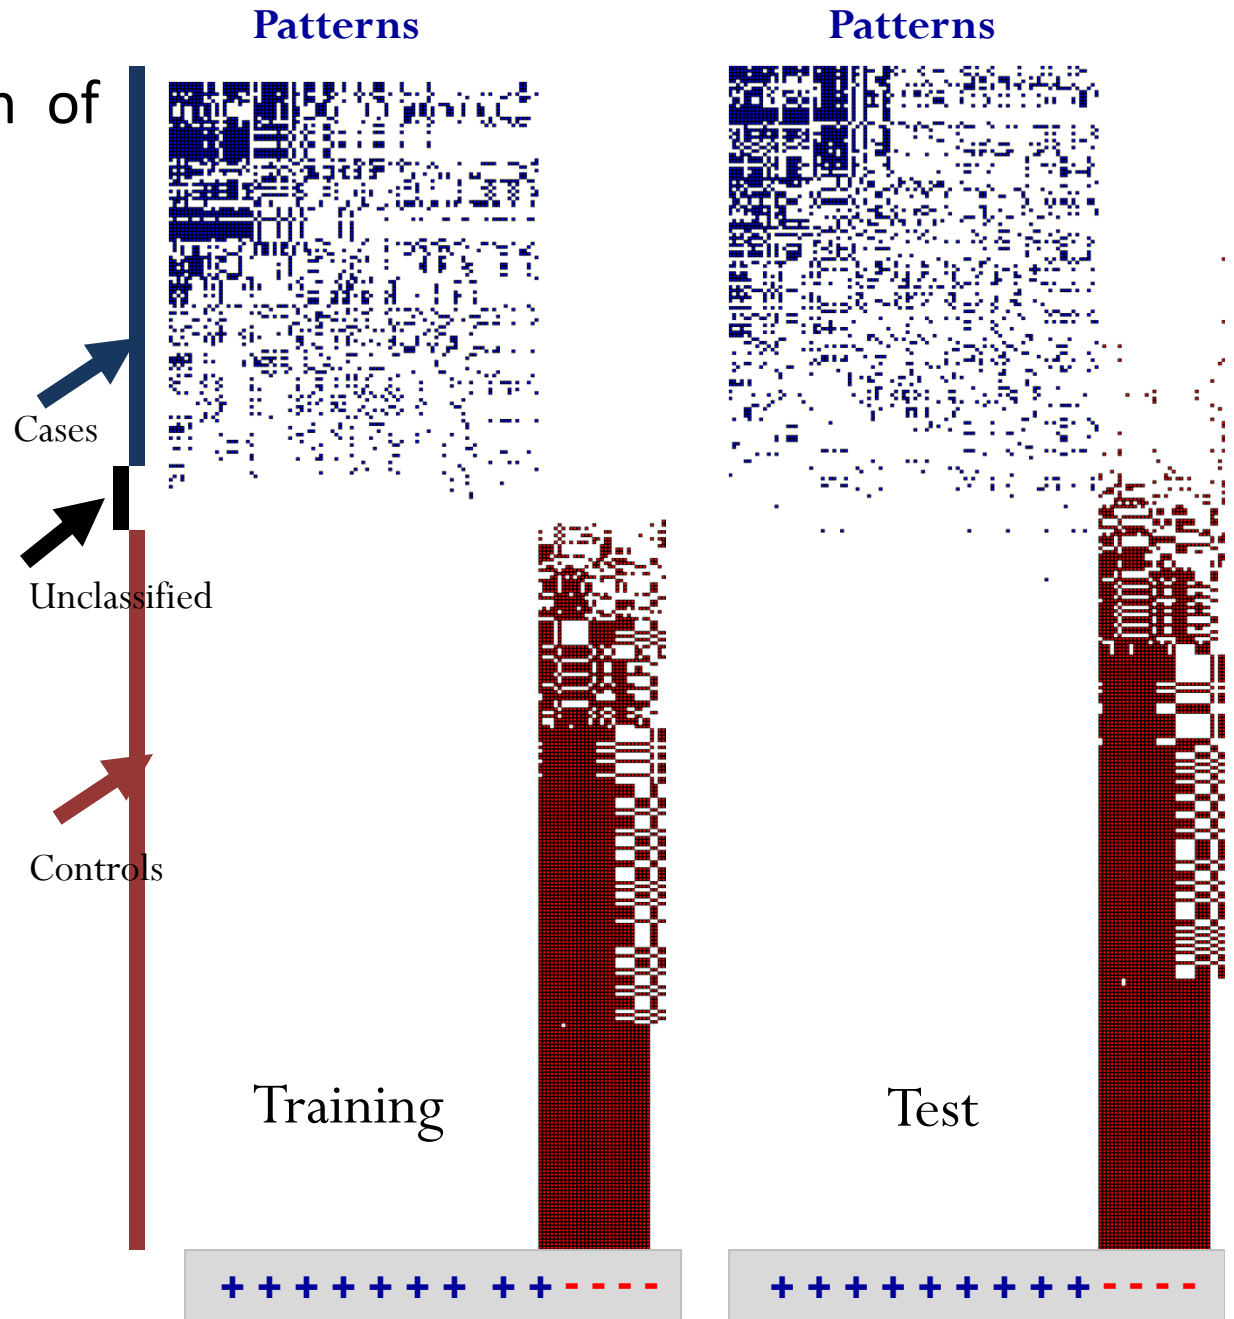 Patterns
Patterns
of
Cases
Unclassified
Controls
Training
Test
+ + + + + + + + + - - - -
+ + + + + + + + + - - - -